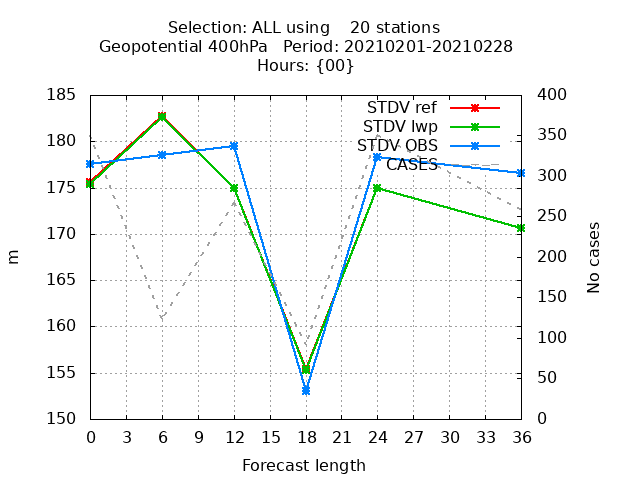 Selection: ALL using    20 stations
Geopotential 400hPa   Period: 20210201-20210228
Hours: {00}
STDV ref
STDV lwp
STDV OBS
CASES
185
180
175
170
165
160
155
150
m
400
350
300
250
200
150
100
50
0
No cases
0 3 6 9 12 15 18 21 24 27 30 33 36
Forecast length